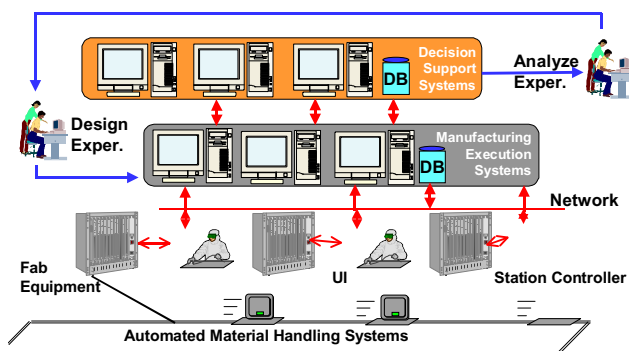 Decision
Support
Systems
DB
Analyze
Exper.
Design
Exper.
Manufacturing
Execution
Systems
DB
Network
Fab
Equipment
UI
Station Controller
Automated Material Handling Systems